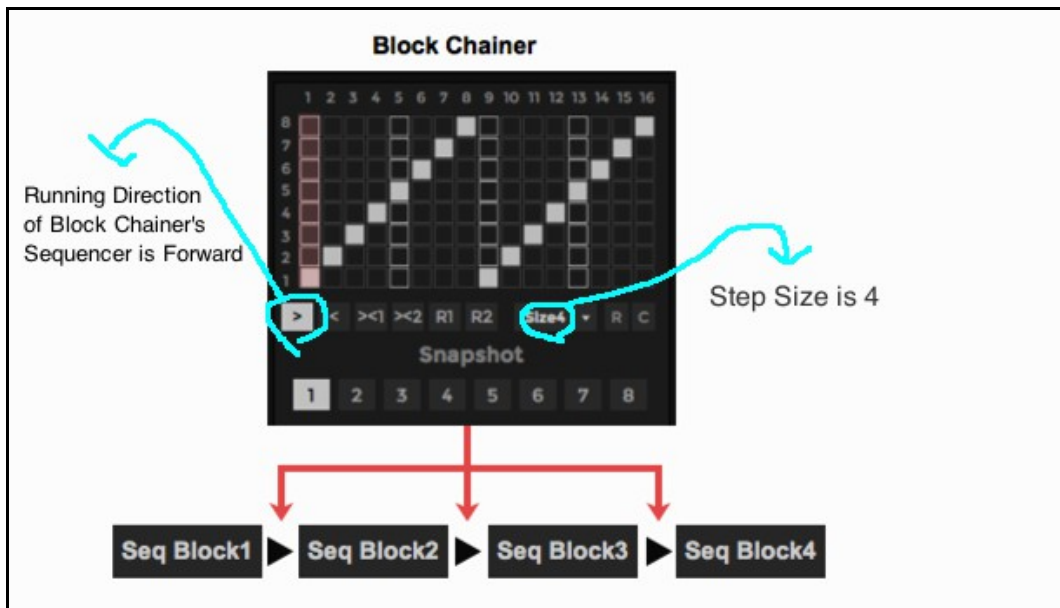 Block Chainer
1 2 3 4 5 6 7 8 9 10 11 12 13 14 15 16
8
7
6
5
4
3
2
1
Running Direction
of Block Chainer's
Sequencer is Forward
> < ><1 ><2 R1 R2 Size4 R C
Step Size is 4
Snapshot
1 2 3 4 5 6 7 8
Seq Block1 Seq Block2 Seq Block3 Seq Block4